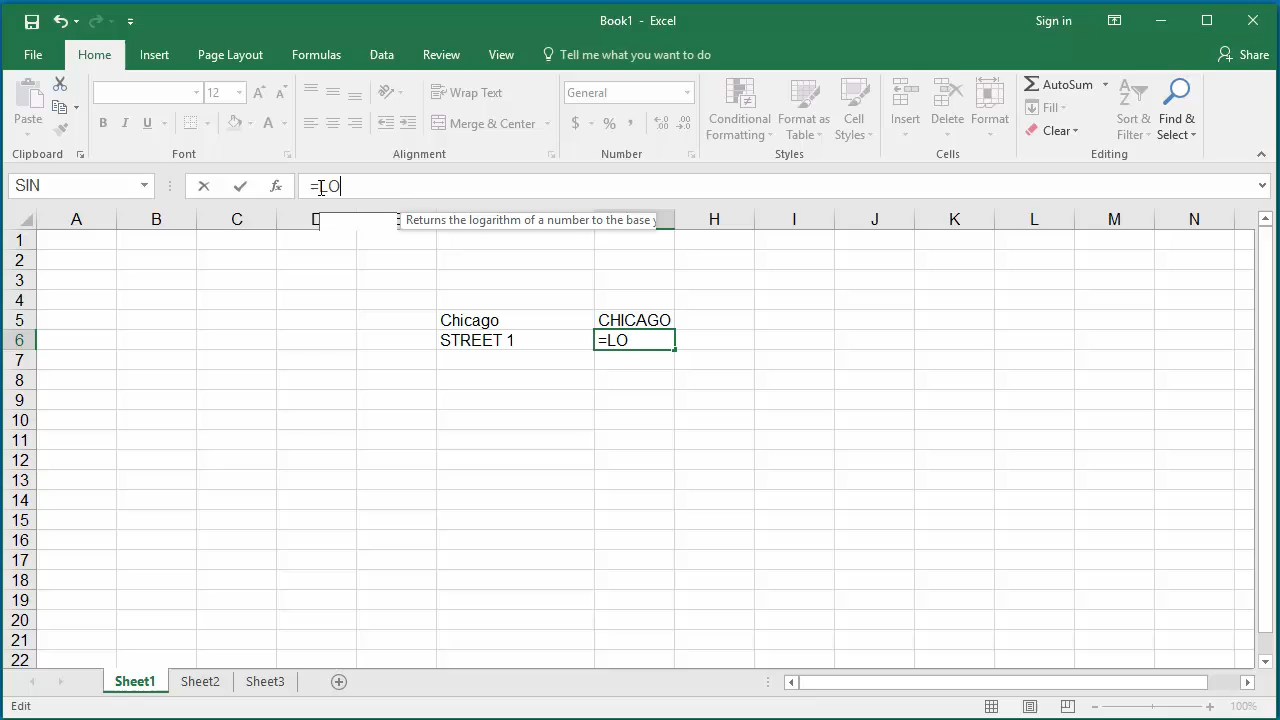 Book1 - Excel
Sign in
File
Home
Insert
Page Layout
Formulas
Data
Review
View
Tell me what you want to do
Share
Paste
Clipboard
12
B I U
A
Font
Wrap Text
Merge & Center
Alignment
General
$ % ,
Number
Conditional
Formatting
Format as
Table
Cell
Styles
Styles
Insert
Delete
Format
Cells
AutoSum
Fill
Clear
Sort &
Filter
Find &
Select
Editing
SIN
fx
=LO
Returns the logarithm of a number to the base
A B C D H I J K L M N
1
2
3
4
5 Chicago CHICAGO
6 STREET 1 =LO
7
8
9
10
11
12
13
14
15
16
17
18
19
20
21
22
Sheet1 Sheet2 Sheet3
Edit
100%